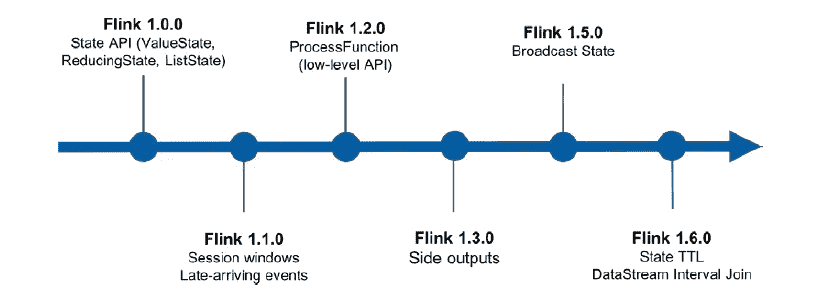 Flink 1.0.0
State API (ValueState,
ReducingState, ListState)
Flink 1.1.0
Session windows
Late-arriving events
Flink 1.2.0
ProcessFunction
(low-level API)
Flink 1.3.0
Side outputs
Flink 1.5.0
Broadcast State
Flink 1.6.0
State TTL
DataStream Interval Join